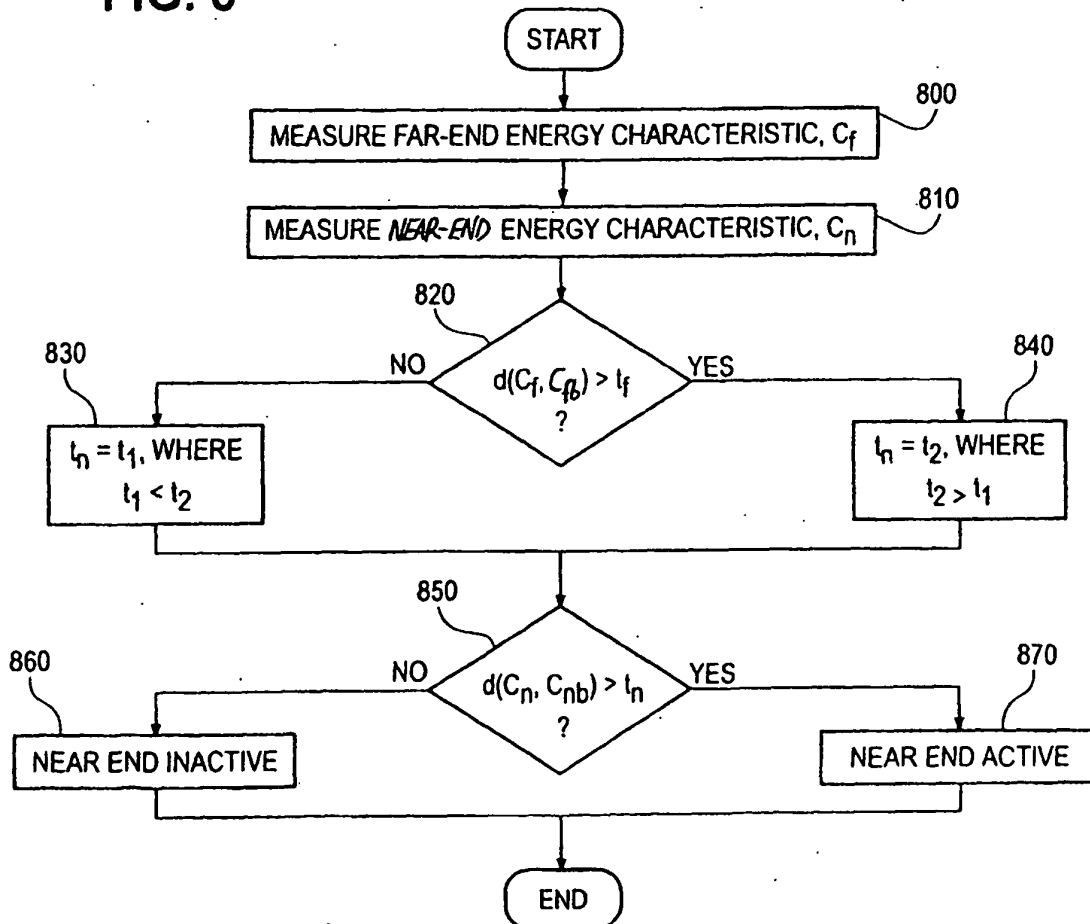 START
800
MEASURE FAR-END ENERGY CHARACTERISTIC, Cf
810
MEASURE NEAR-END ENERGY CHARACTERISTIC, Cn
820
830
NO
d(Cf, Cfb) > tf
?
YES
840
tn = t1, WHERE
t1 < t2
tn = t2, WHERE
t2 > t1
850
860
NO
d(Cn, Cnb) > tn
?
YES
870
NEAR END INACTIVE
NEAR END ACTIVE
END